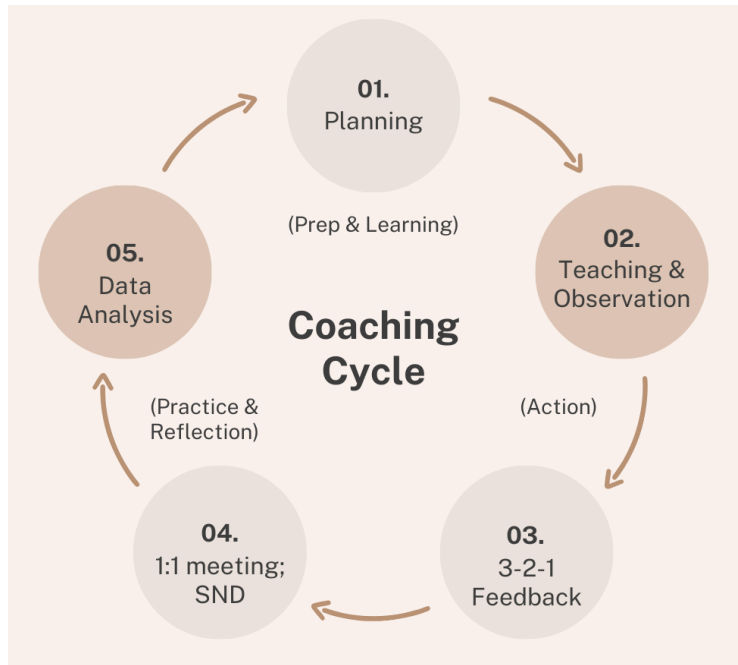 01.
Planning
(Prep & Learning)
02.
Teaching &
Observation
Coaching
Cycle
(Action)
03.
3-2-1
Feedback
04.
1:1 meeting;
SND
(Practice &
Reflection)
05.
Data
Analysis